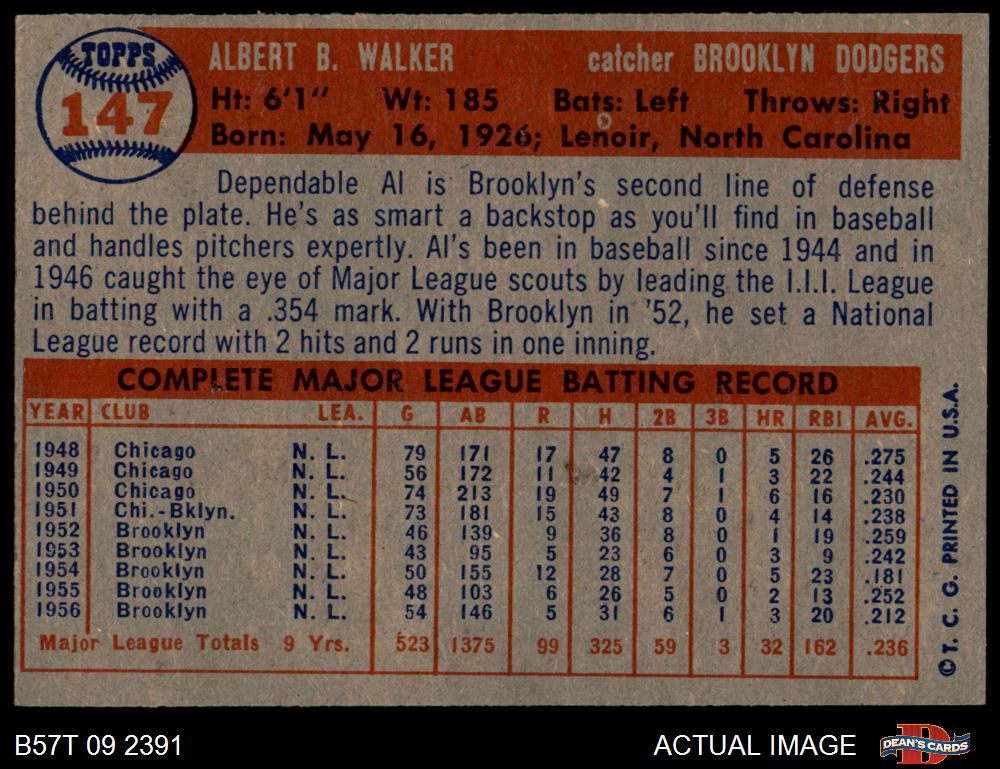 TOPPS
147
ALBERT B. WALKER catcher BROOKLYN DODGERS
Ht: 6'1" Wt: 185 Bats: Left Throws: Right
Born: May 16, 1926; Lenoir, North Carolina
Dependable Al is Brooklyn's second line of defense
behind the plate. He's as smart a backstop as you'll find in baseball
and handles pitchers expertly. Al's been in baseball since 1944 and in
1946 caught the eye of Major League scouts by leading the I.I.I. League
in batting with a .354 mark. With Brooklyn in '52, he set a National
League record with 2 hits and 2 runs in one inning.
COMPLETE MAJOR LEAGUE BATTING RECORD
YEAR CLUB LEA. G AB R H 2B 3B HR RBI AVG.
1948 Chicago N. L. 79 171 17 47 8 0 5 26 .275
1949 Chicago N. L. 56 172 11 42 4 1 3 22 .244
1950 Chicago N. L. 74 213 19 49 7 1 6 16 .230
1951 Chi.-Bklyn. N. L. 73 181 15 43 8 0 4 14 .238
1952 Brooklyn N. L. 46 139 9 36 8 0 1 19 .259
1953 Brooklyn N. L. 43 95 5 23 6 0 3 9 .242
1954 Brooklyn N. L. 50 155 12 28 7 0 5 23 .181
1955 Brooklyn N. L. 48 103 6 26 5 0 2 13 .252
1956 Brooklyn N. L. 54 146 5 31 6 1 3 20 .212
Major League Totals 9 Yrs. 523 1375 99 325 59 3 32 162 .236
©T. C. G. PRINTED IN U.S.A.
B57T 09 2391 ACTUAL IMAGE DEAN'S CARDS